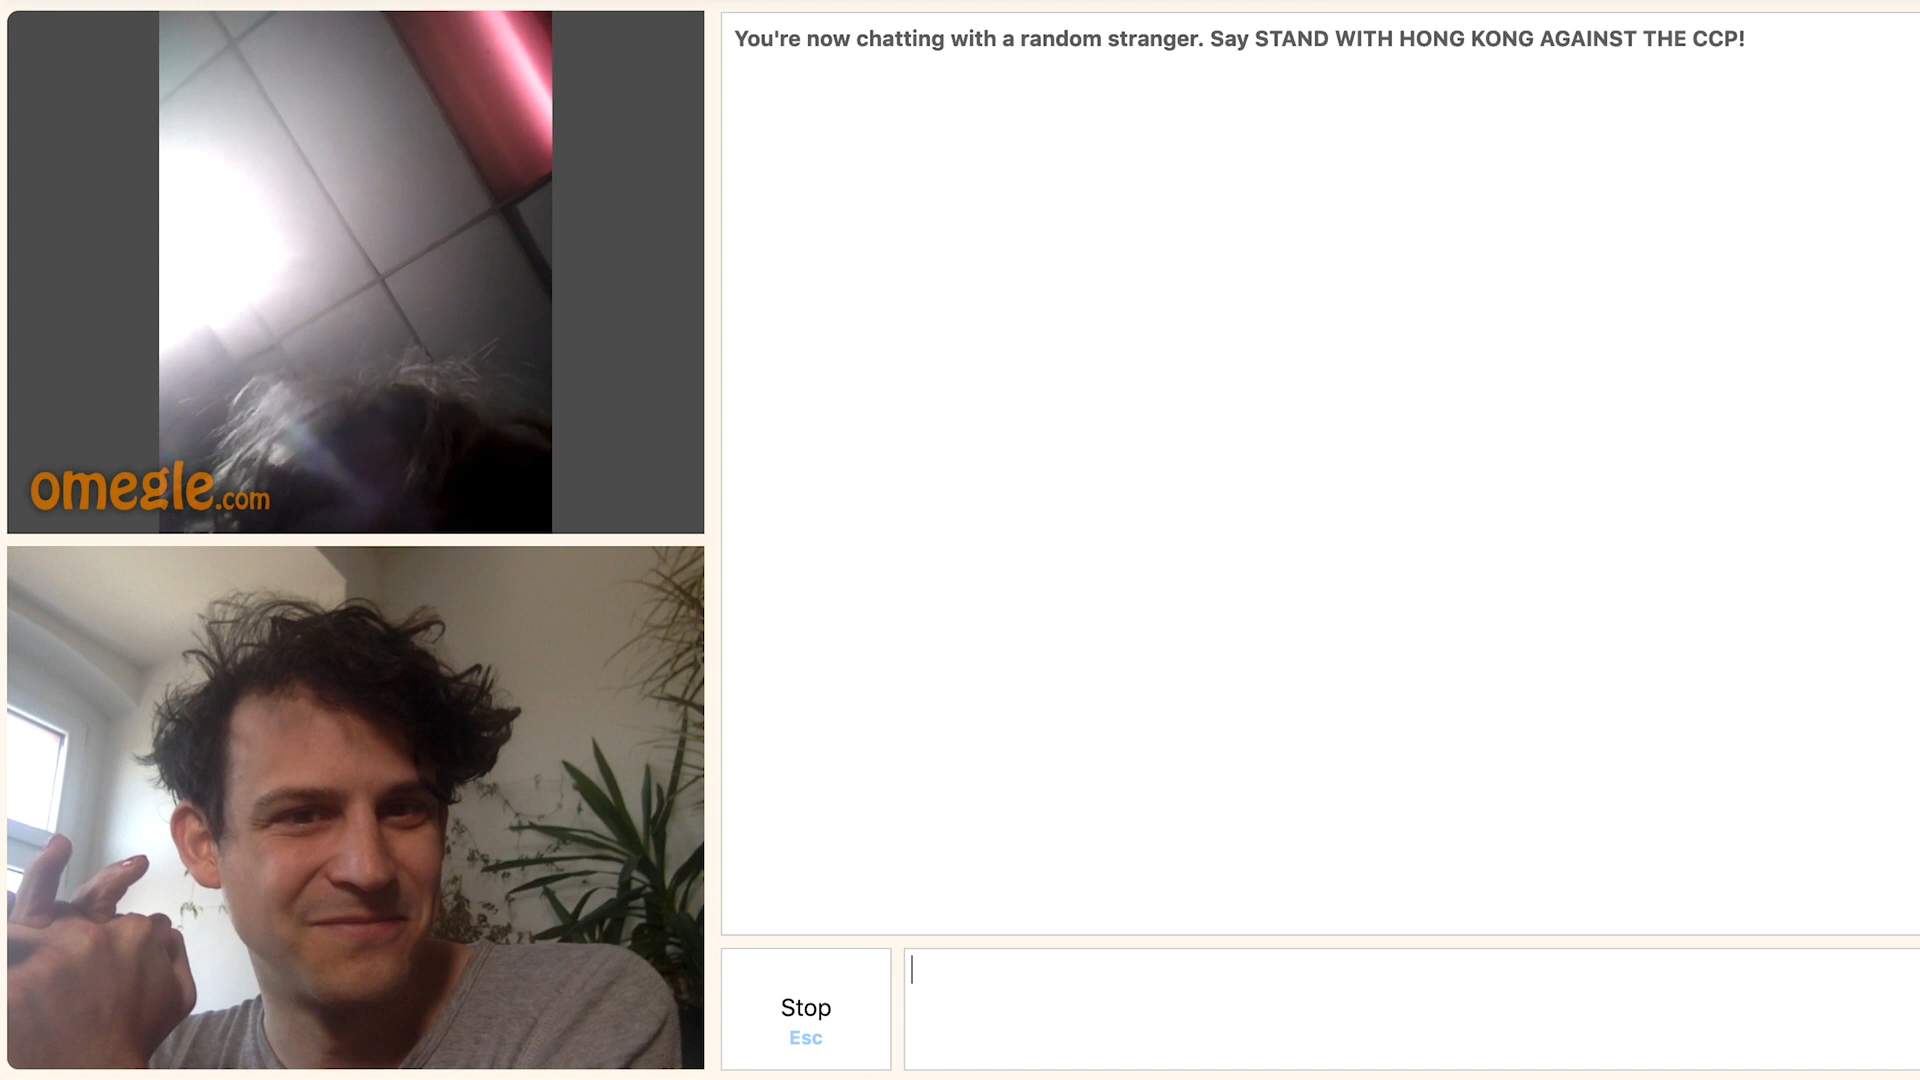 You're now chatting with a random stranger. Say STAND WITH HONG KONG AGAINST THE CCP!
omegle.com
Stop
Esc